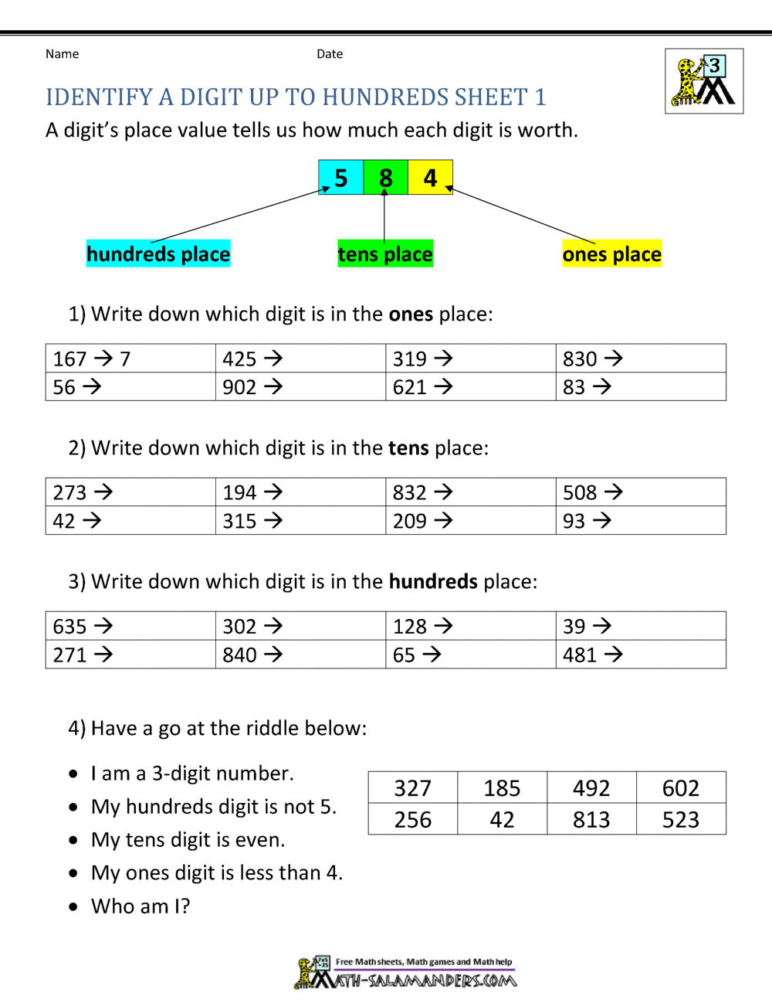 Name Date
3
IDENTIFY A DIGIT UP TO HUNDREDS SHEET 1
A digit’s place value tells us how much each digit is worth.
5 8 4
hundreds place tens place ones place
1) Write down which digit is in the ones place:
167 → 7 425 → 319 → 830 →
56 → 902 → 621 → 83 →
2) Write down which digit is in the tens place:
273 → 194 → 832 → 508 →
42 → 315 → 209 → 93 →
3) Write down which digit is in the hundreds place:
635 → 302 → 128 → 39 →
271 → 840 → 65 → 481 →
4) Have a go at the riddle below:
• I am a 3-digit number.
• My hundreds digit is not 5.
• My tens digit is even.
• My ones digit is less than 4.
• Who am I?
327 185 492 602
256 42 813 523
Free Math sheets, Math games and Math help
MATH-SALAMANDERS.COM